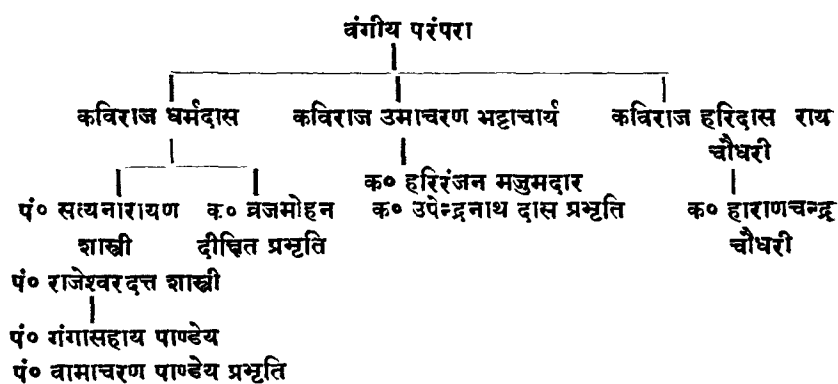 वंगीय परंपरा
कविराज धर्मदास कविराज उमाचरण भट्टाचार्य कविराज हरिदास राय
चौधरी
क० हरिरंजन मजुमदार
पं० सत्यनारायण क० व्रजमोहन क० उपेन्द्रनाथ दास प्रभृति क० हाराणचन्द्र
शास्त्री दीक्षित प्रभृति चौधरी
पं० राजेश्वरदत्त शास्त्री
पं० गंगासहाय पाण्डेय
पं० वामाचरण पाण्डेय प्रभृति